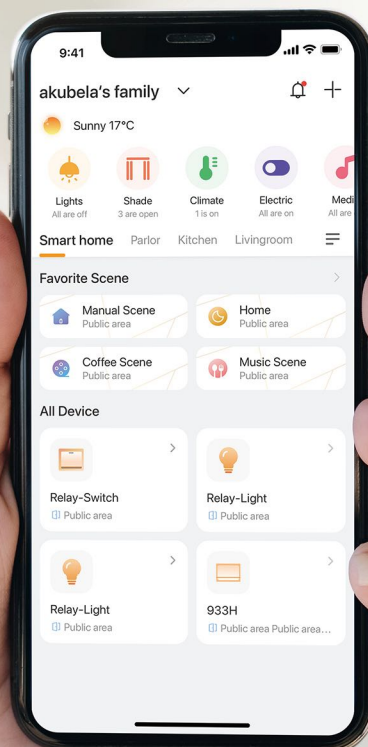 9:41
akubela's family
Sunny 17°C
Lights
All are off
Shade
3 are open
Climate
1 is on
Electric
All are on
Medi
All are
Smart home Parlor Kitchen Livingroom
Favorite Scene
Manual Scene
Public area
Home
Public area
Coffee Scene
Public area
Music Scene
Public area
All Device
Relay-Switch
Public area
Relay-Light
Public area
Relay-Light
Public area
933H
Public area Public area...